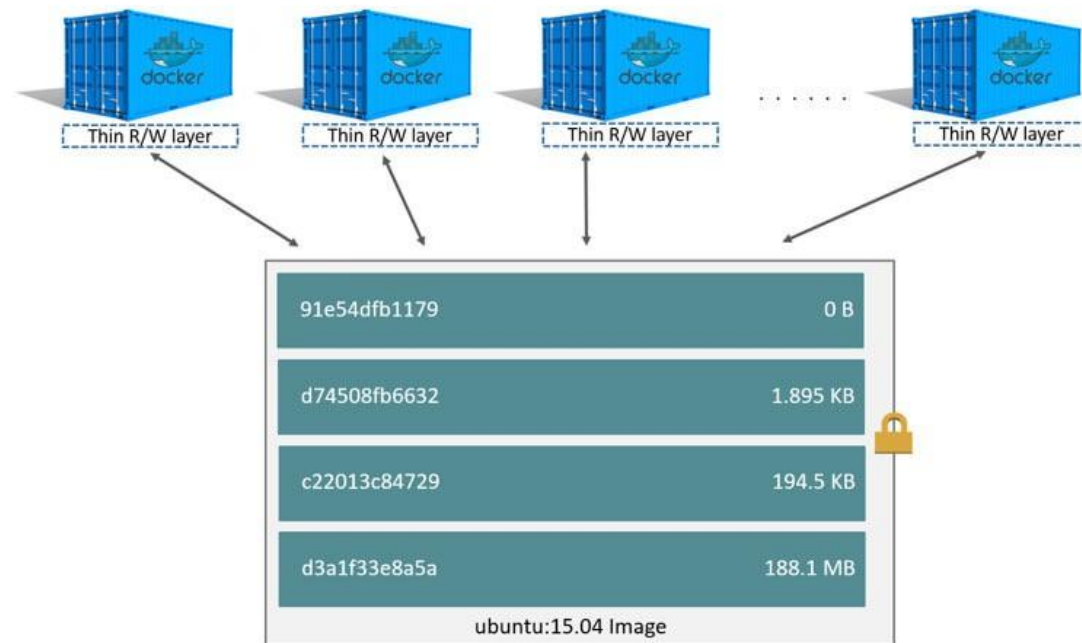 docker
docker
docker
docker
. . . . . .
Thin R/W layer
Thin R/W layer
Thin R/W layer
Thin R/W layer
91e54dfb1179 0 B
d74508fb6632 1.895 KB
c22013c84729 194.5 KB
d3a1f33e8a5a 188.1 MB
ubuntu:15.04 Image